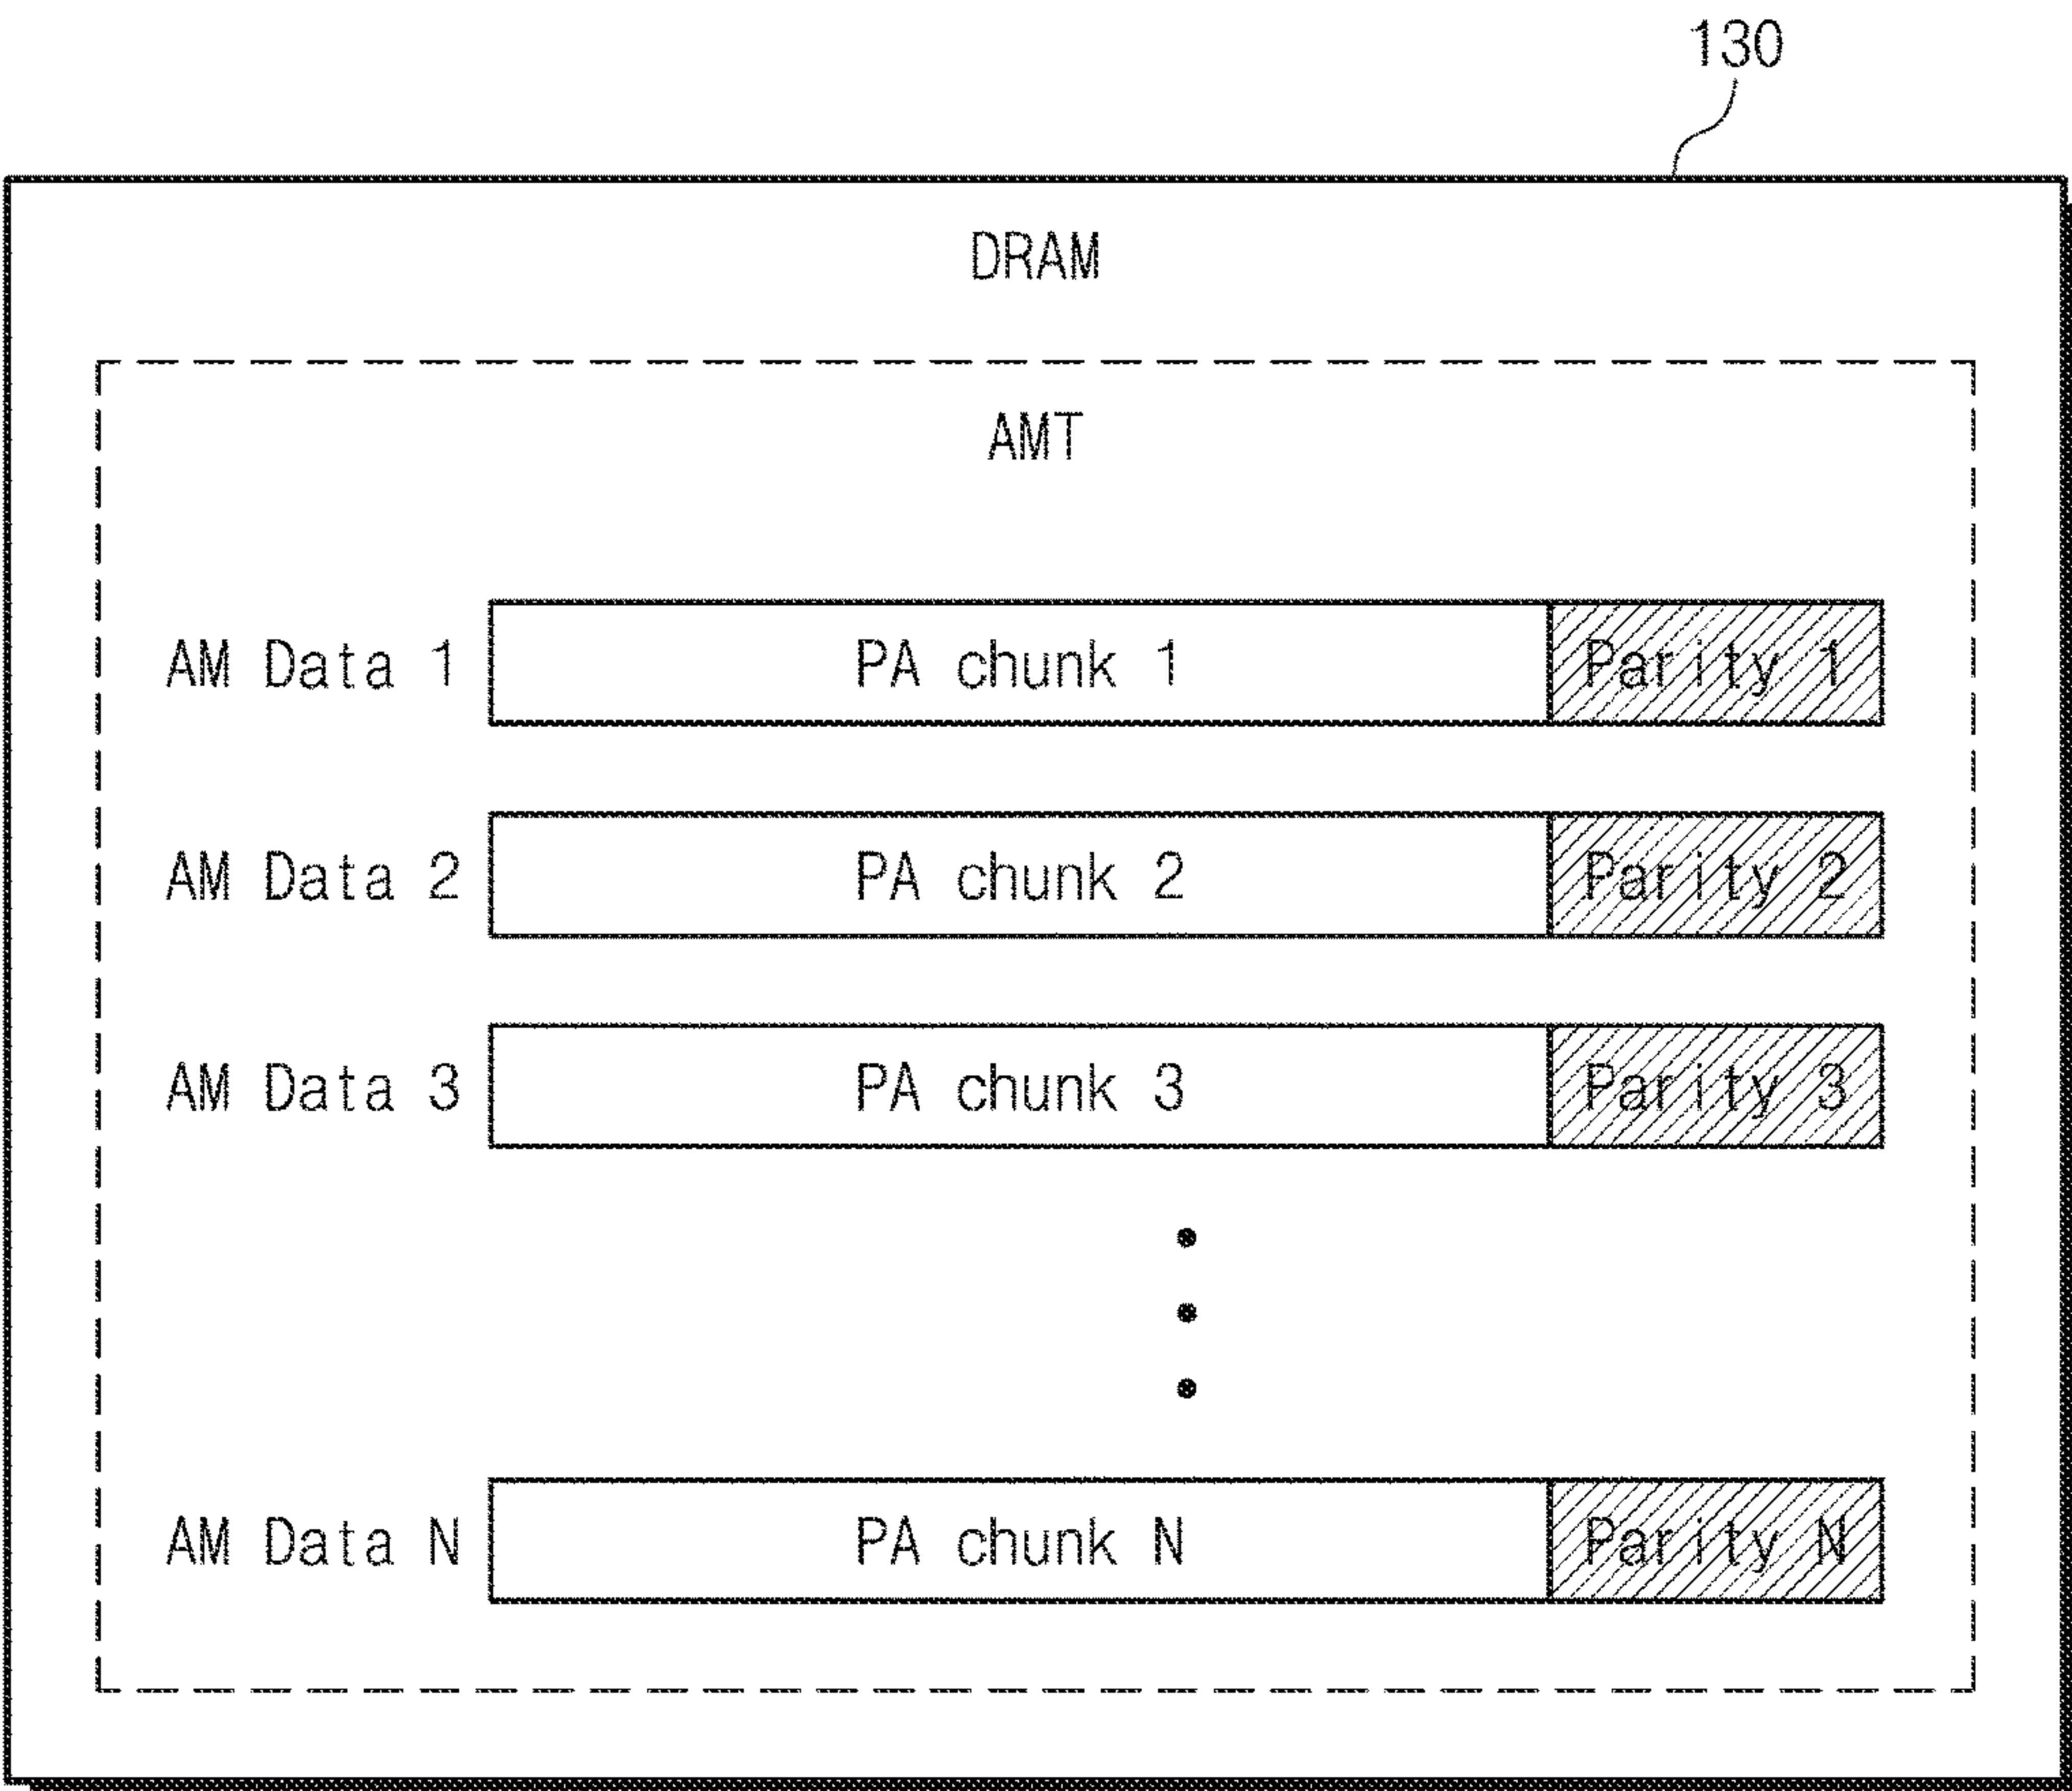 130
DRAM
AMT
AM Data 1 PA chunk 1 Parity 1
AM Data 2 PA chunk 2 Parity 2
AM Data 3 PA chunk 3 Parity 3
AM Data N PA chunk N Parity N